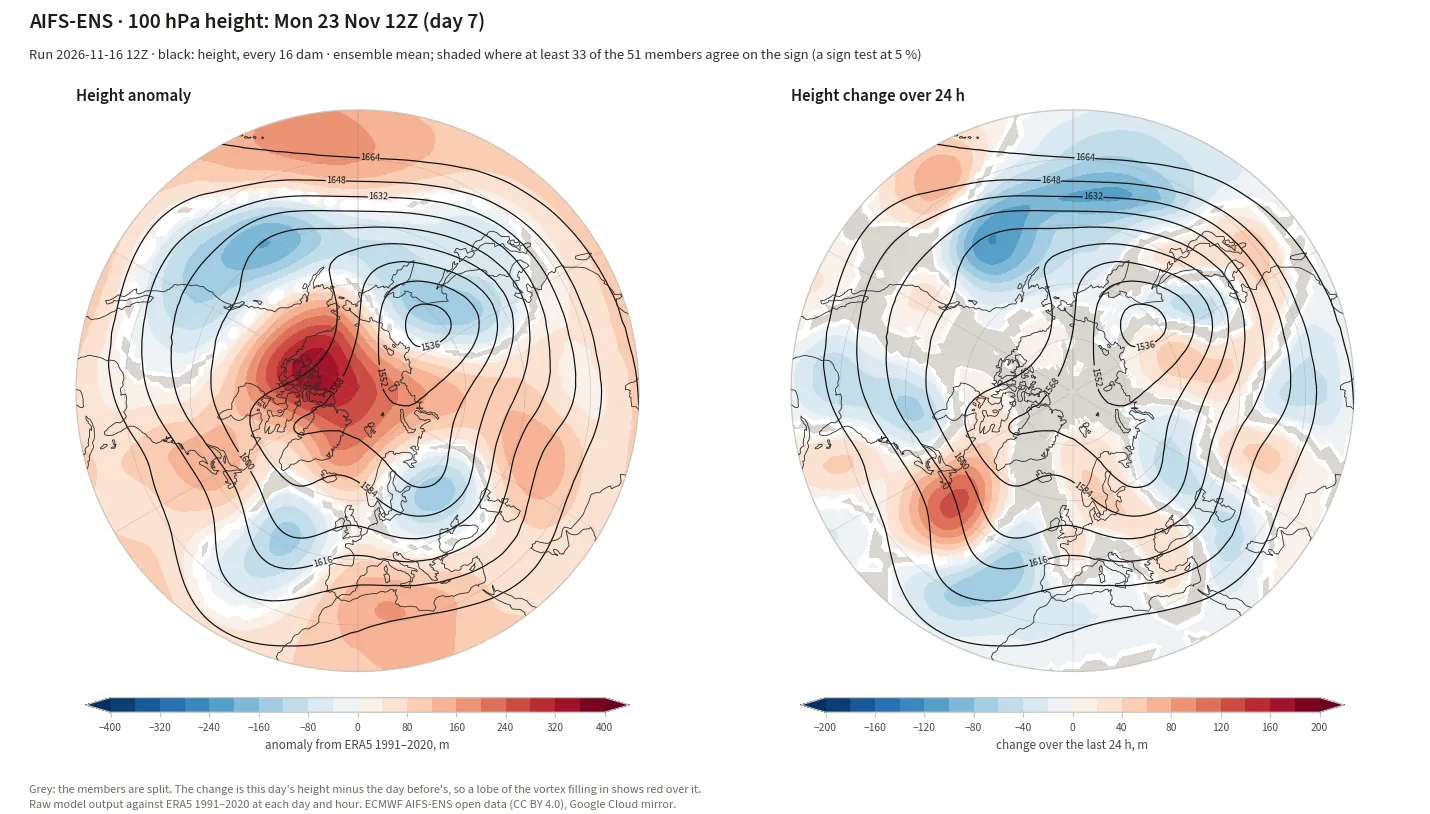 AIFS-ENS · 100 hPa height: Mon 23 Nov 12Z (day 7)
Run 2026-11-16 12Z · black: height, every 16 dam · ensemble mean; shaded where at least 33 of the 51 members agree on the sign (a sign test at 5 %)
Height anomaly
Height change over 24 h
1664
1648
1632
1536
1552
1568
1600
1584
1616
1664
1648
1632
1536
1552
1568
1600
1584
1616
−400 −320 −240 −160 −80 0 80 160 240 320 400
anomaly from ERA5 1991–2020, m
−200 −160 −120 −80 −40 0 40 80 120 160 200
change over the last 24 h, m
Grey: the members are split. The change is this day's height minus the day before's, so a lobe of the vortex filling in shows red over it.
Raw model output against ERA5 1991–2020 at each day and hour. ECMWF AIFS-ENS open data (CC BY 4.0), Google Cloud mirror.